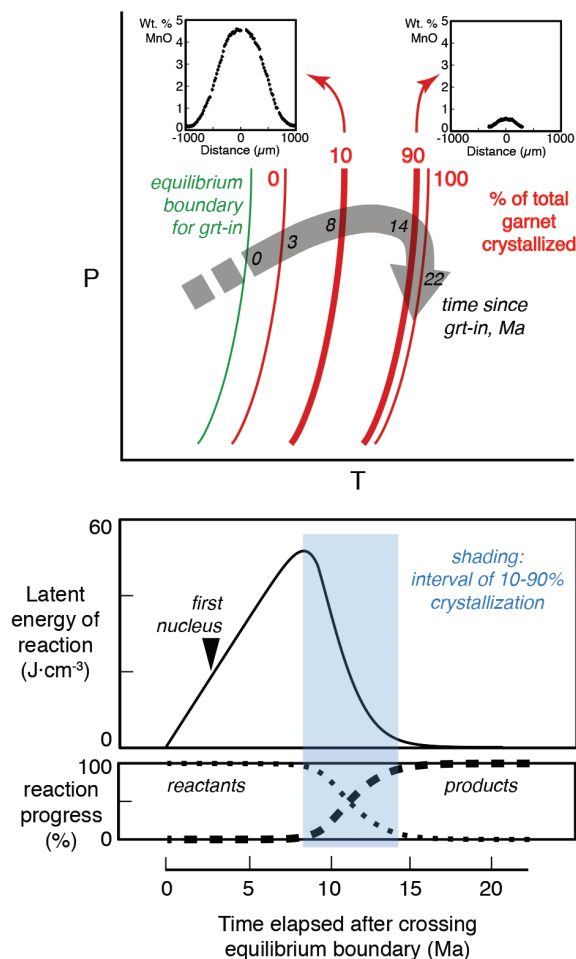 Wt. %
MnO
5
4
3
2
1
0
-1000
0
1000
Distance (µm)
Wt. %
MnO
5
4
3
2
1
0
-1000
0
1000
Distance (µm)
equilibrium
boundary
for grt-in
0
10
90
100
% of total
garnet
crystallized
0
3
8
14
22
time since
grt-in, Ma
P
T
60
Latent
energy of
reaction
(J·cm⁻³)
0
first
nucleus
shading:
interval of 10-90%
crystallization
100
reaction
progress
(%)
0
reactants
products
0
5
10
15
20
Time elapsed after crossing
equilibrium boundary (Ma)